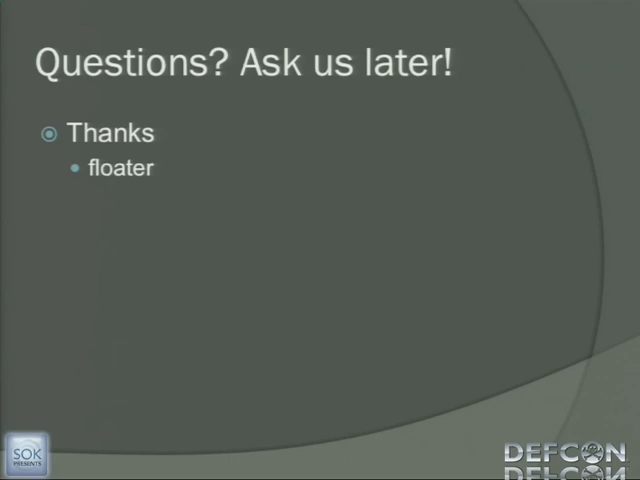 Questions? Ask us later!
Thanks
floater
SOK
PRESENTS
DEFCON